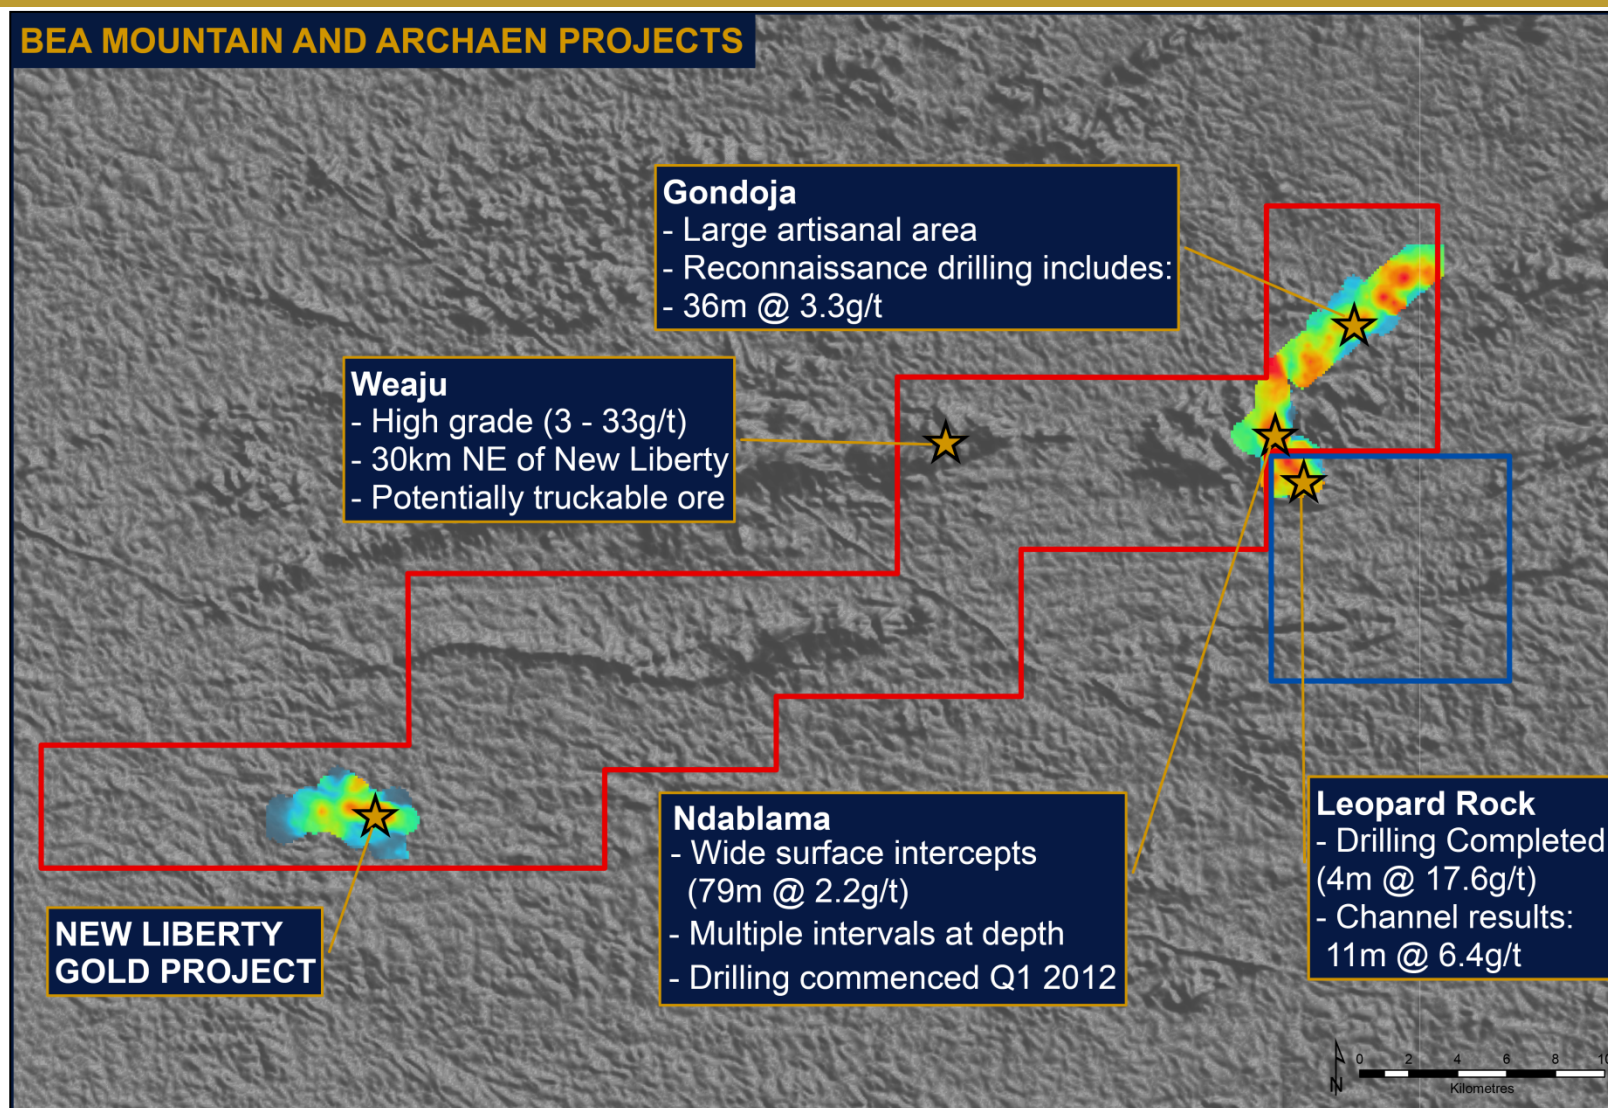 BEA MOUNTAIN AND ARCHAEN PROJECTS
Gondoja
- Large artisanal area
- Reconnaissance drilling includes:
- 36m @ 3.3g/t
Weaju
- High grade (3 - 33g/t)
- 30km NE of New Liberty
- Potentially truckable ore
Ndablama
- Wide surface intercepts
(79m @ 2.2g/t)
- Multiple intervals at depth
- Drilling commenced Q1 2012
Leopard Rock
- Drilling Completed
(4m @ 17.6g/t)
- Channel results:
11m @ 6.4g/t
NEW LIBERTY
GOLD PROJECT
N
0 2 4 6 8 10
Kilometres